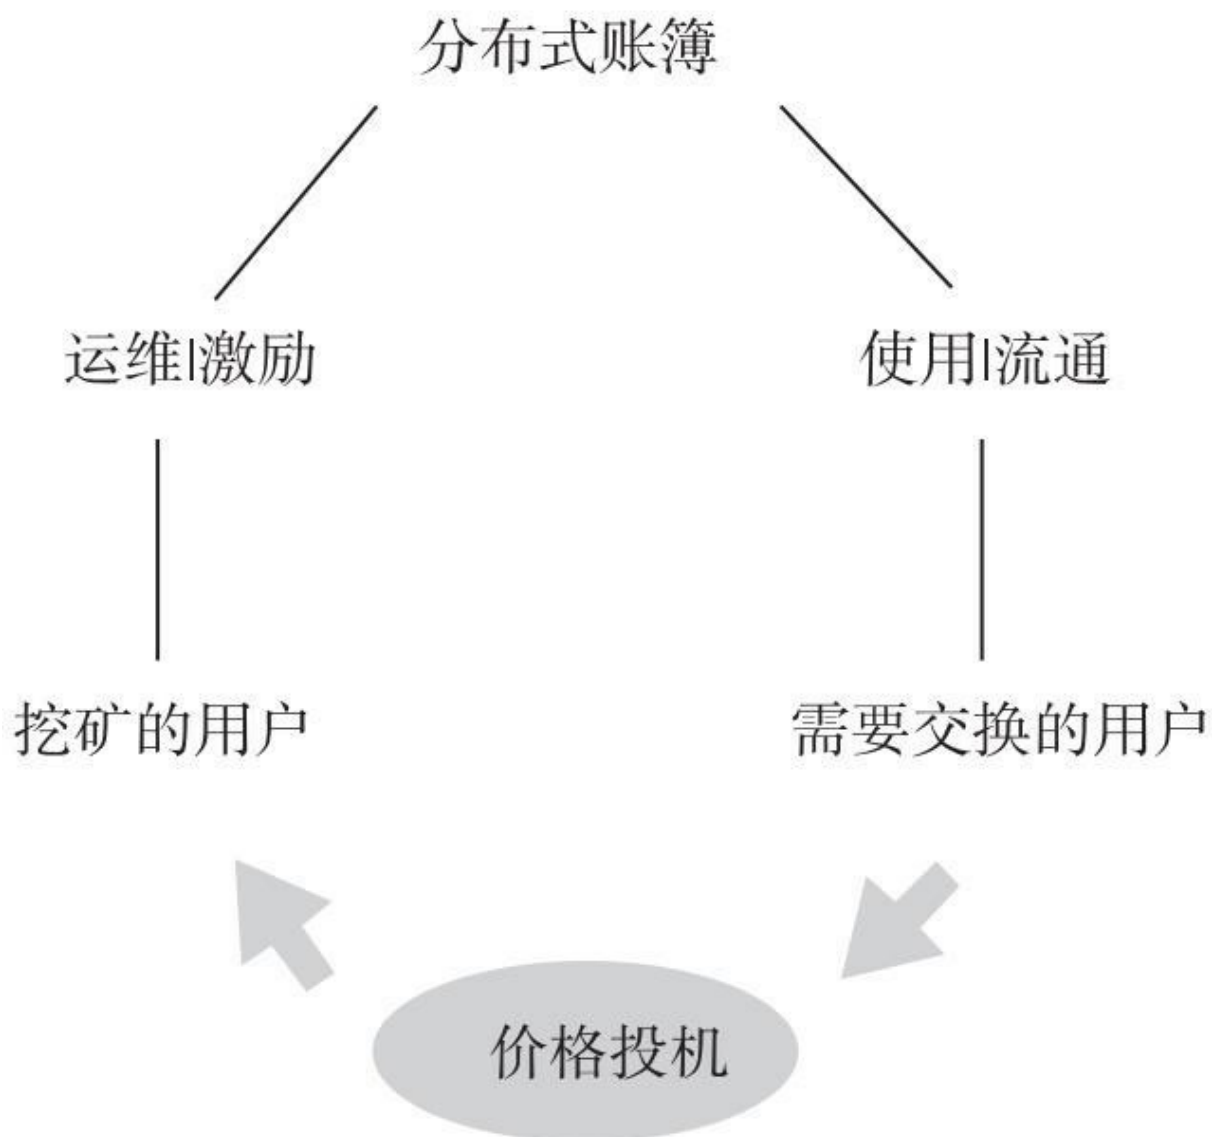 分布式账簿
运维|激励
使用|流通
挖矿的用户
需要交换的用户
价格投机